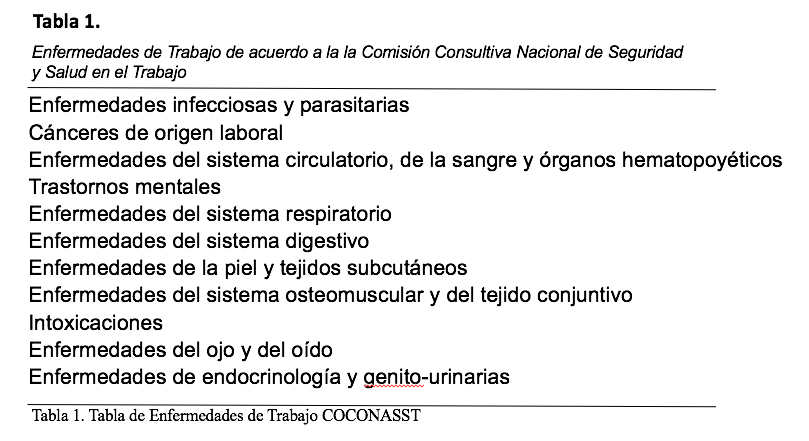 Tabla 1.
Enfermedades de Trabajo de acuerdo a la la Comisión Consultiva Nacional de Seguridad
y Salud en el Trabajo
Enfermedades infecciosas y parasitarias
Cánceres de origen laboral
Enfermedades del sistema circulatorio, de la sangre y órganos hematopoyéticos
Trastornos mentales
Enfermedades del sistema respiratorio
Enfermedades del sistema digestivo
Enfermedades de la piel y tejidos subcutáneos
Enfermedades del sistema osteomuscular y del tejido conjuntivo
Intoxicaciones
Enfermedades del ojo y del oído
Enfermedades de endocrinología y genito-urinarias
Tabla 1. Tabla de Enfermedades de Trabajo COCONASST